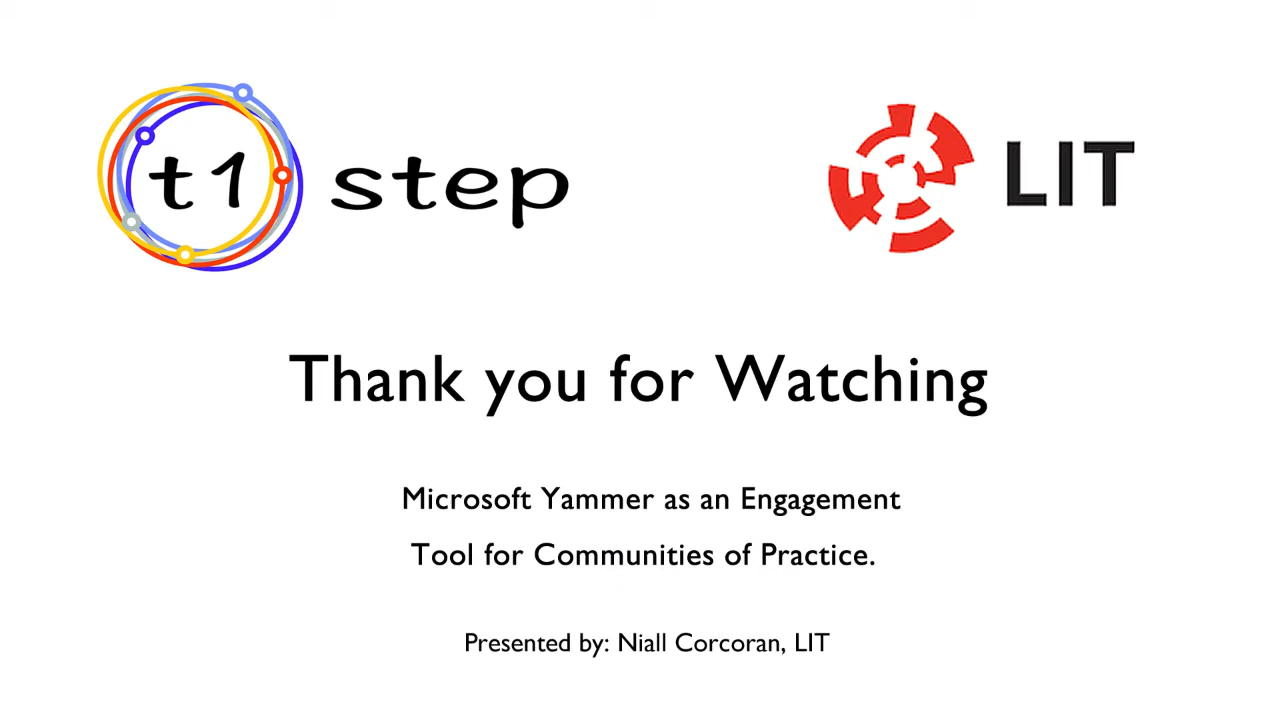 t1 step
LIT
Thank you for Watching
Microsoft Yammer as an Engagement
Tool for Communities of Practice.
Presented by: Niall Corcoran, LIT